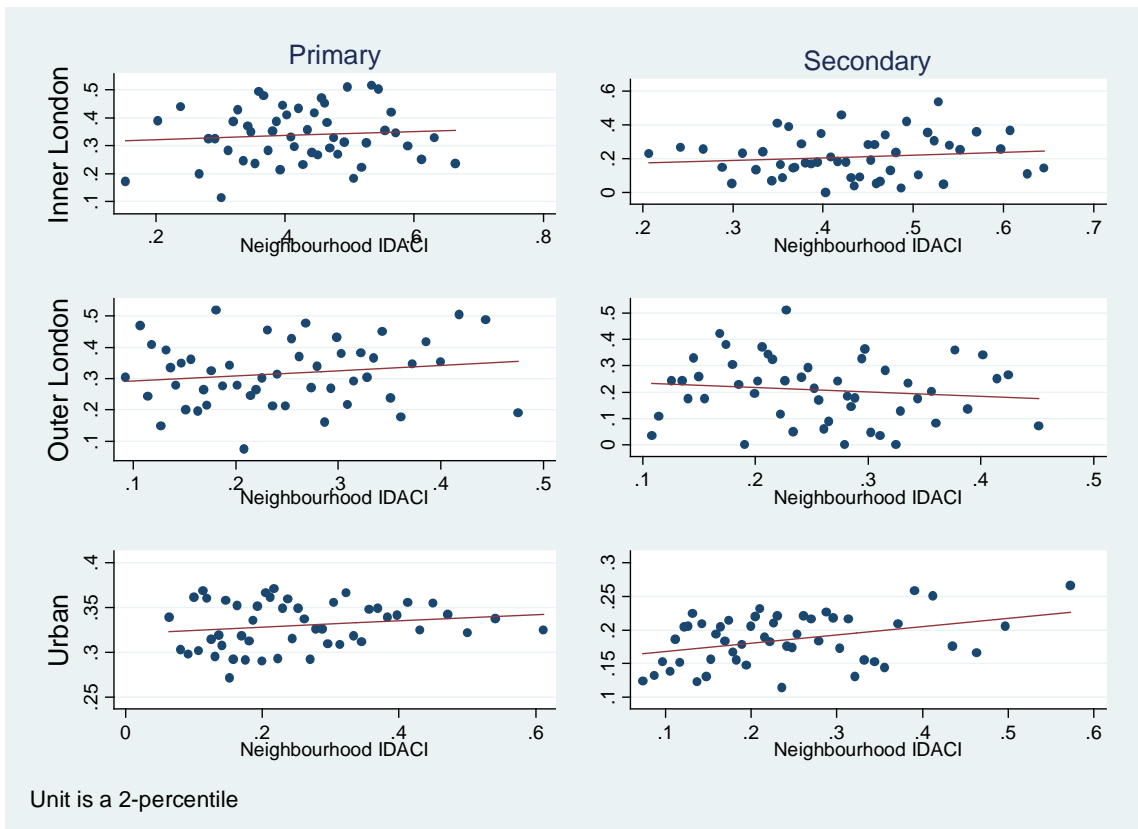 Primary
Secondary
Inner London
.5
.4
.3
.2
.1
.2 .4 .6 .8
Neighbourhood IDACI
.6
.4
.2
0
.2 .3 .4 .5 .6 .7
Neighbourhood IDACI
Outer London
.5
.4
.3
.2
.1
.1 .2 .3 .4 .5
Neighbourhood IDACI
.5
.4
.3
.2
.1
0
.1 .2 .3 .4 .5
Neighbourhood IDACI
Urban
.4
.35
.3
.25
0 .2 .4 .6
Neighbourhood IDACI
.3
.25
.2
.15
.1
.1 .2 .3 .4 .5 .6
Neighbourhood IDACI
Unit is a 2-percentile